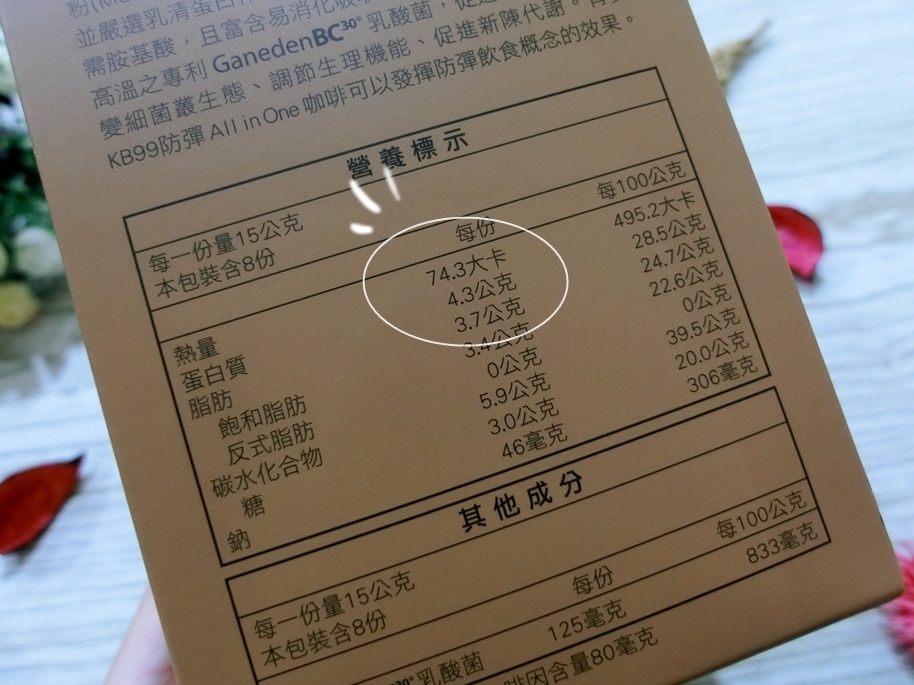 並嚴選乳清蛋白
需胺基酸，且富含易消化吸
高溫之專利 GanedenBC³⁰® 乳酸菌，促進
變細菌叢生態、調節生理機能、促進新陳代謝。
KB99防彈 All in One 咖啡可以發揮防彈飲食概念的效果。
營養標示
每一份量15公克
本包裝含8份
每份 每100公克
熱量 74.3大卡 495.2大卡
蛋白質 4.3公克 28.5公克
脂肪 3.7公克 24.7公克
飽和脂肪 3.4公克 22.6公克
反式脂肪 0公克 0公克
碳水化合物 5.9公克 39.5公克
糖 3.0公克 20.0公克
鈉 46毫克 306毫克
其他成分
每一份量15公克
本包裝含8份
每份 每100公克
30® 乳酸菌 125毫克 833毫克
啡因含量80毫克